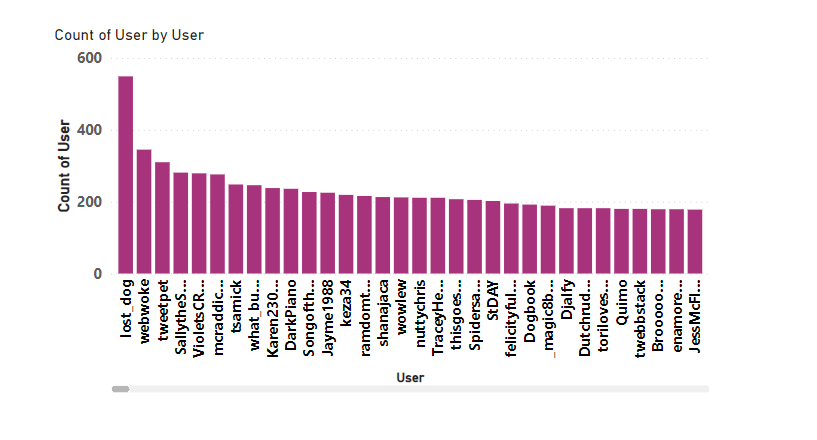 Count of User by User
600
400
200
0
Count of User
lost_dog
webwoke
tweetpet
SallytheS...
VioletsCR...
mcraddic...
tsamick
what_bu...
Karen230...
DarkPiano
Songofth...
Jayme1988
keza34
ramdomt...
shanajaca
wowlew
nuttychris
TraceyHe...
thisgoes...
Spidersa...
StDAY
felicityful...
Dogbook
_magic8b...
Djalfy
Dutchrud...
toriloves...
Quimo
twebbstack
Brooooo...
enamore...
JessMcFl...
User